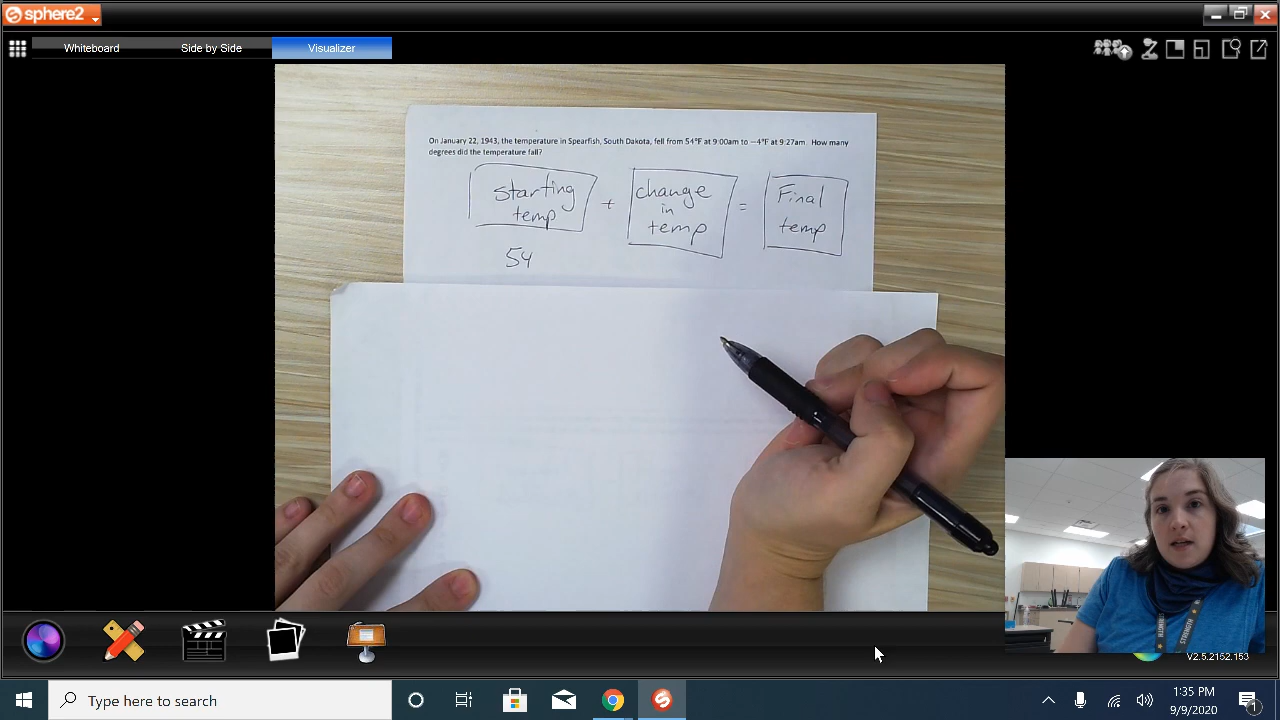 sphere2
Whiteboard
Side by Side
Visualizer
On January 22, 1943, the temperature in Spearfish, South Dakota, fell from 54°F at 9:00am to −4°F at 9:27am. How many
degrees did the temperature fall?
starting
temp
+
change
in
temp
=
Final
temp
54
STRENGTH
V2.5.2152.153
Type here to search
1:35 PM
9/9/2020
1